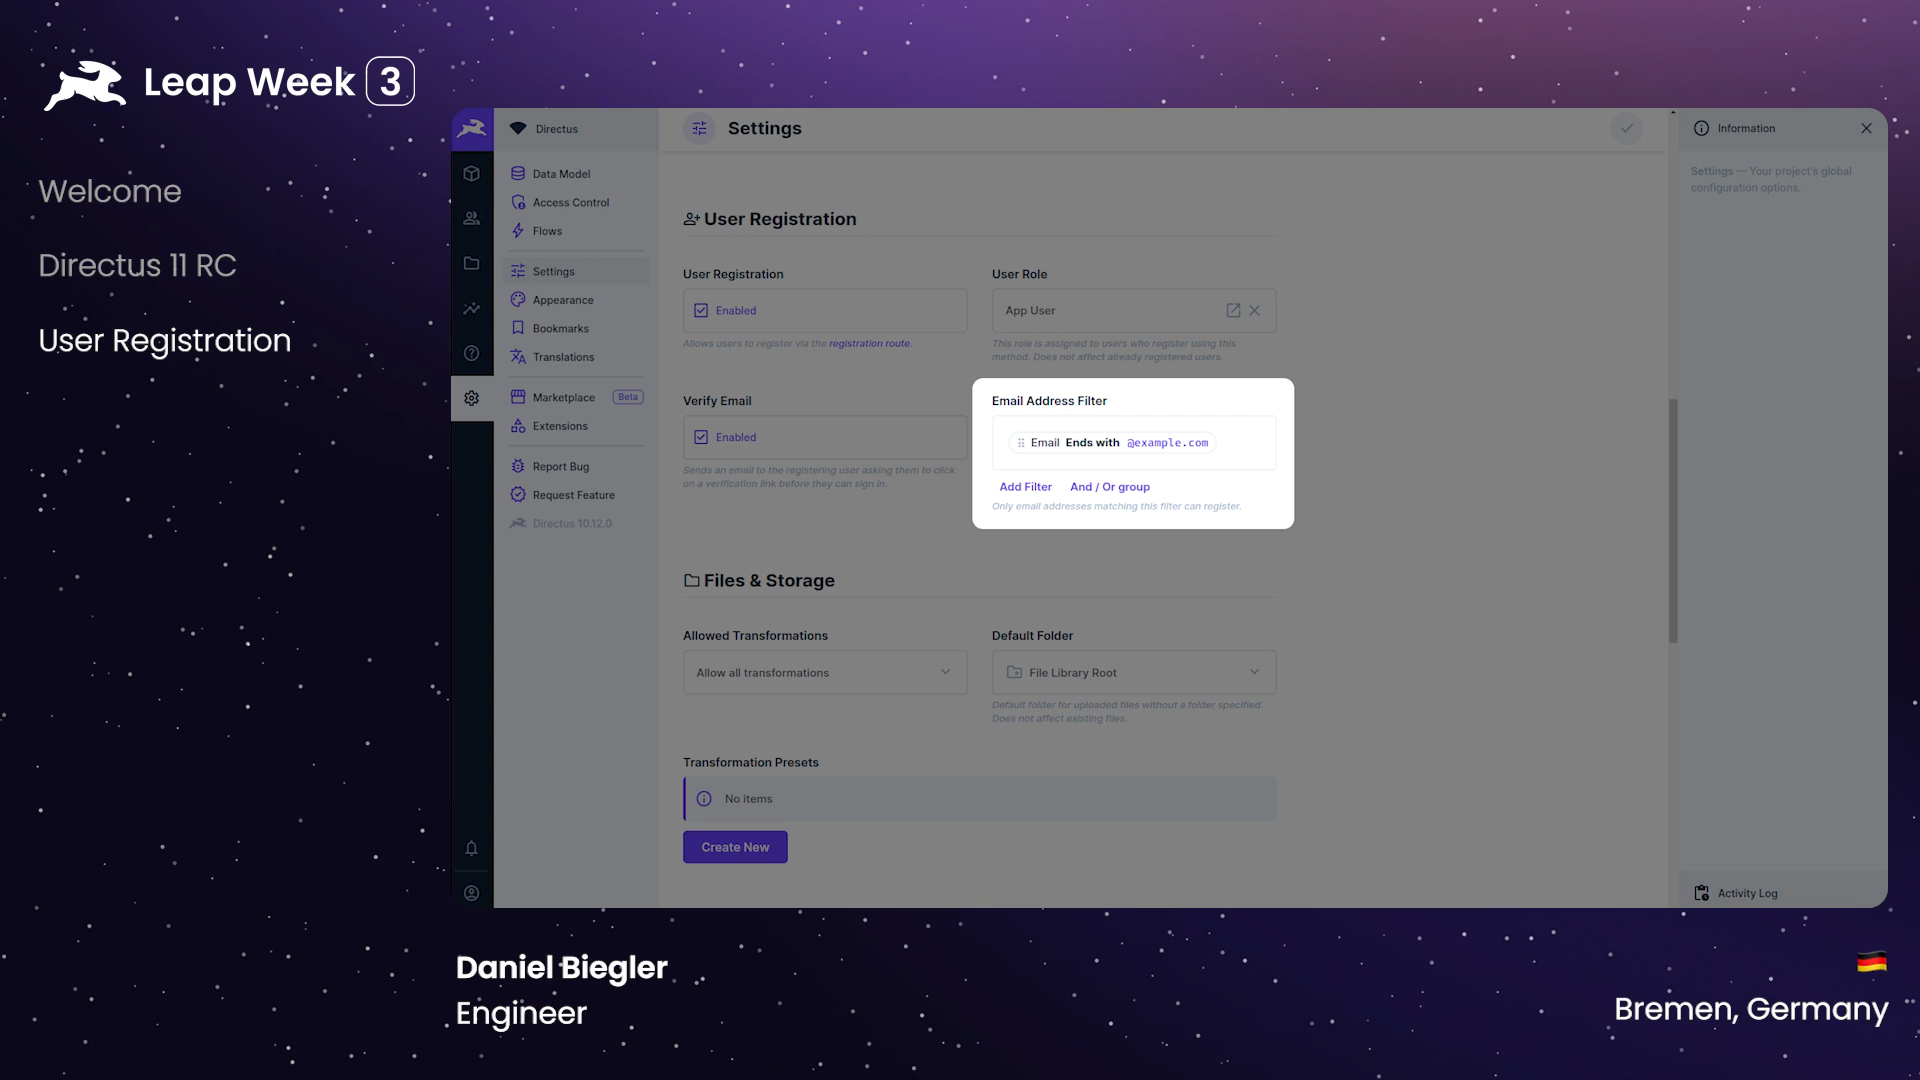 Leap Week 3
Welcome
Directus 11 RC
User Registration
Directus
Data Model
Access Control
Flows
Settings
Appearance
Bookmarks
Translations
Marketplace Beta
Extensions
Report Bug
Request Feature
Directus 10.12.0
Settings
User Registration
User Registration
Enabled
Allows users to register via the registration route.
User Role
App User
This role is assigned to users who register using this
method. Does not affect already registered users.
Verify Email
Enabled
Sends an email to the registering user asking them to click
on a verification link before they can sign in.
Email Address Filter
Email Ends with @example.com
Add Filter And / Or group
Only email addresses matching this filter can register.
Files & Storage
Allowed Transformations
Allow all transformations
Default Folder
File Library Root
Default folder for uploaded files without a folder specified.
Does not affect existing files.
Transformation Presets
No items
Create New
Information
Settings — Your project's global
configuration options.
Activity Log
Daniel Biegler
Engineer
Bremen, Germany